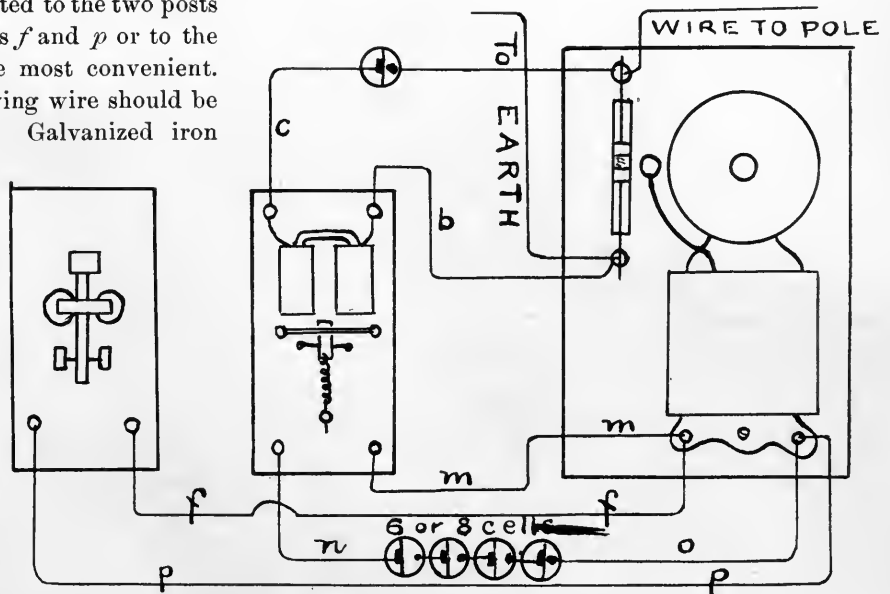 ted to the two posts
s f and p or to the
e most convenient.
ing wire should be
Galvanized iron
WIRE TO POLE
TO EARTH
c
b
m
m
f
f
6 or 8 cells
n
o
p
p